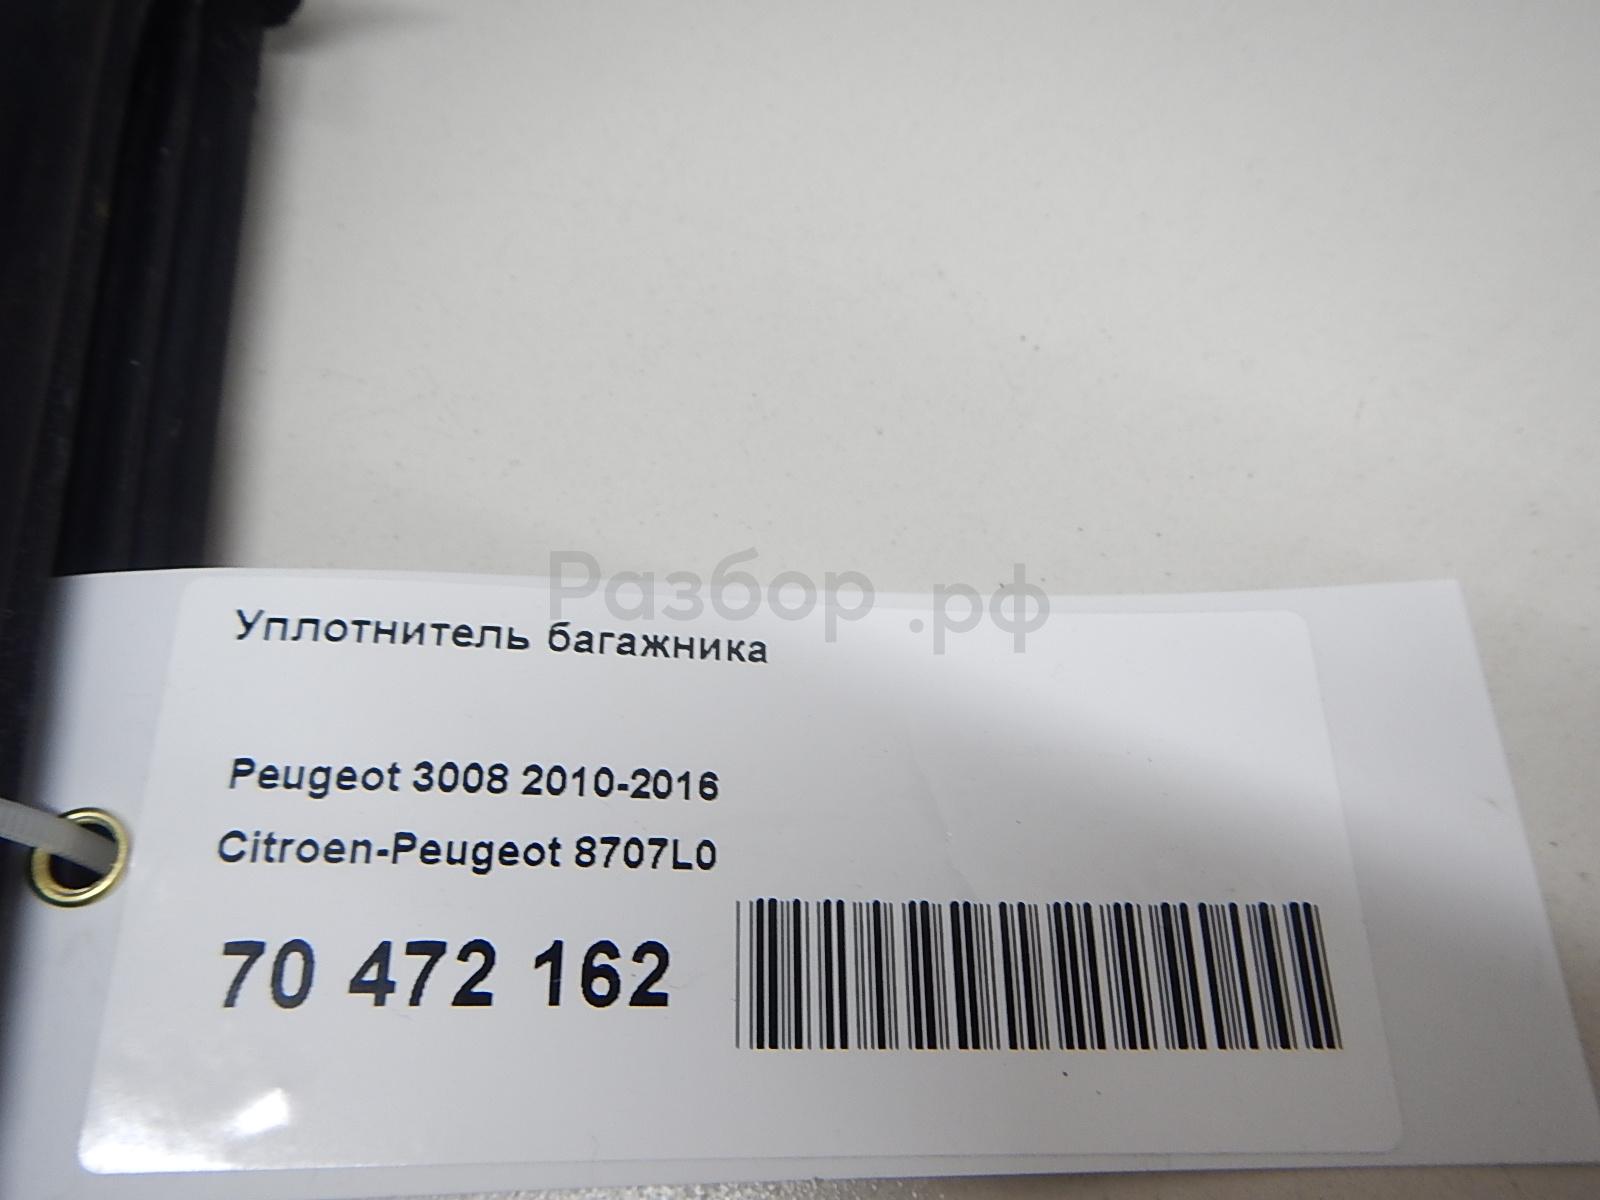 Разбор.рф
Уплотнитель багажника
Peugeot 3008 2010-2016
Citroen-Peugeot 8707L0
70 472 162